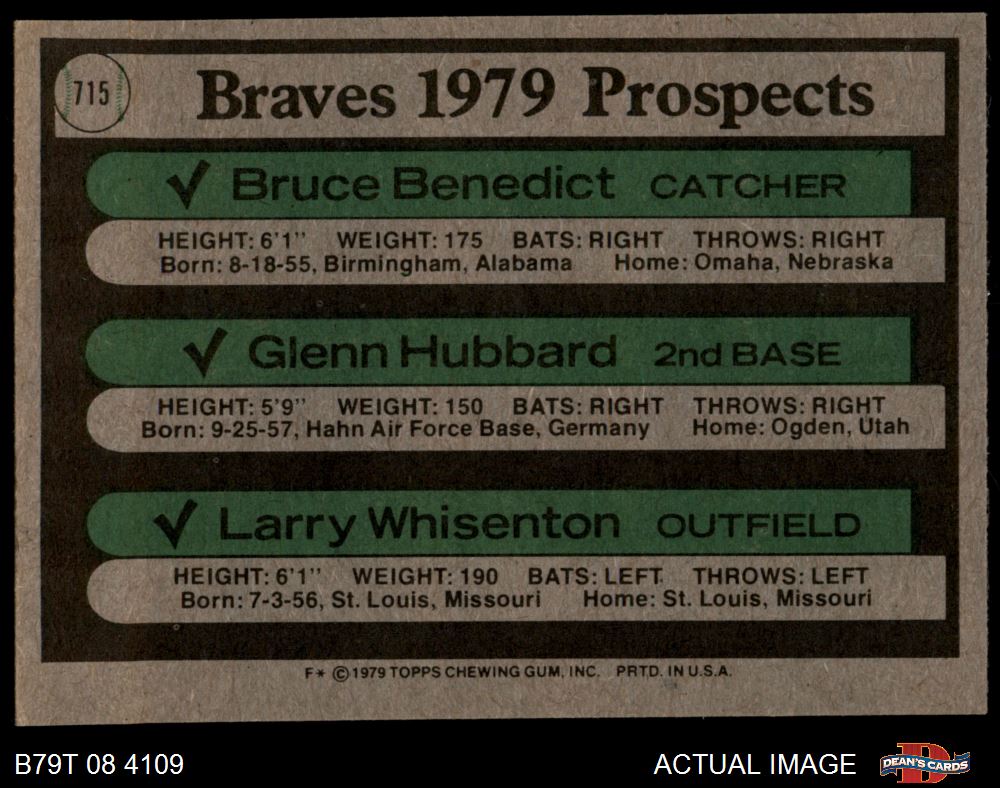 715
Braves 1979 Prospects
✓ Bruce Benedict CATCHER
HEIGHT: 6'1" WEIGHT: 175 BATS: RIGHT THROWS: RIGHT
Born: 8-18-55, Birmingham, Alabama Home: Omaha, Nebraska
✓ Glenn Hubbard 2nd BASE
HEIGHT: 5'9" WEIGHT: 150 BATS: RIGHT THROWS: RIGHT
Born: 9-25-57, Hahn Air Force Base, Germany Home: Ogden, Utah
✓ Larry Whisenton OUTFIELD
HEIGHT: 6'1" WEIGHT: 190 BATS: LEFT THROWS: LEFT
Born: 7-3-56, St. Louis, Missouri Home: St. Louis, Missouri
F* © 1979 TOPPS CHEWING GUM, INC. PRTD. IN U.S.A.
B79T 08 4109 ACTUAL IMAGE D DEAN'S CARDS